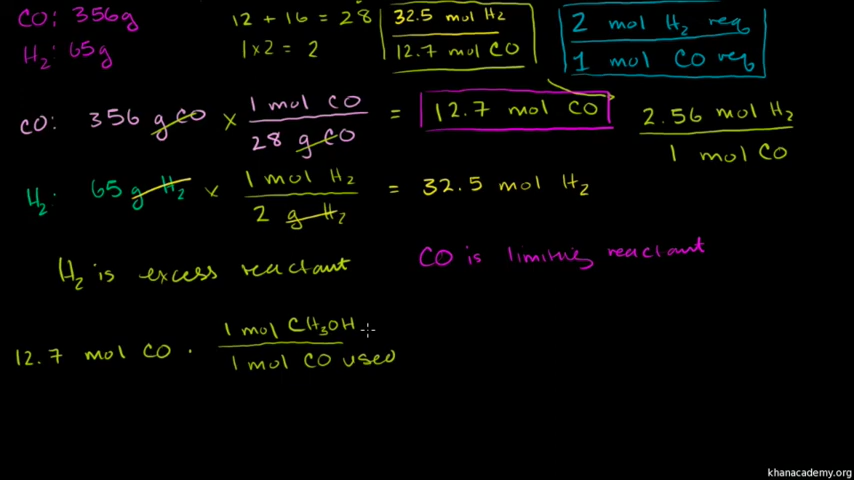 CO: 356g
12 + 16 = 28
32.5 mol H₂
2 mol H₂ req
H₂: 65g
1x2 = 2
12.7 mol CO
1 mol CO req
CO: 356 g CO x 1 mol CO / 28 g CO = 12.7 mol CO
2.56 mol H₂ / 1 mol CO
H₂: 65 g H₂ x 1 mol H₂ / 2 g H₂ = 32.5 mol H₂
H₂ is excess reactant
CO is limiting reactant
12.7 mol CO · 1 mol CH₃OH / 1 mol CO used
khanacademy.org